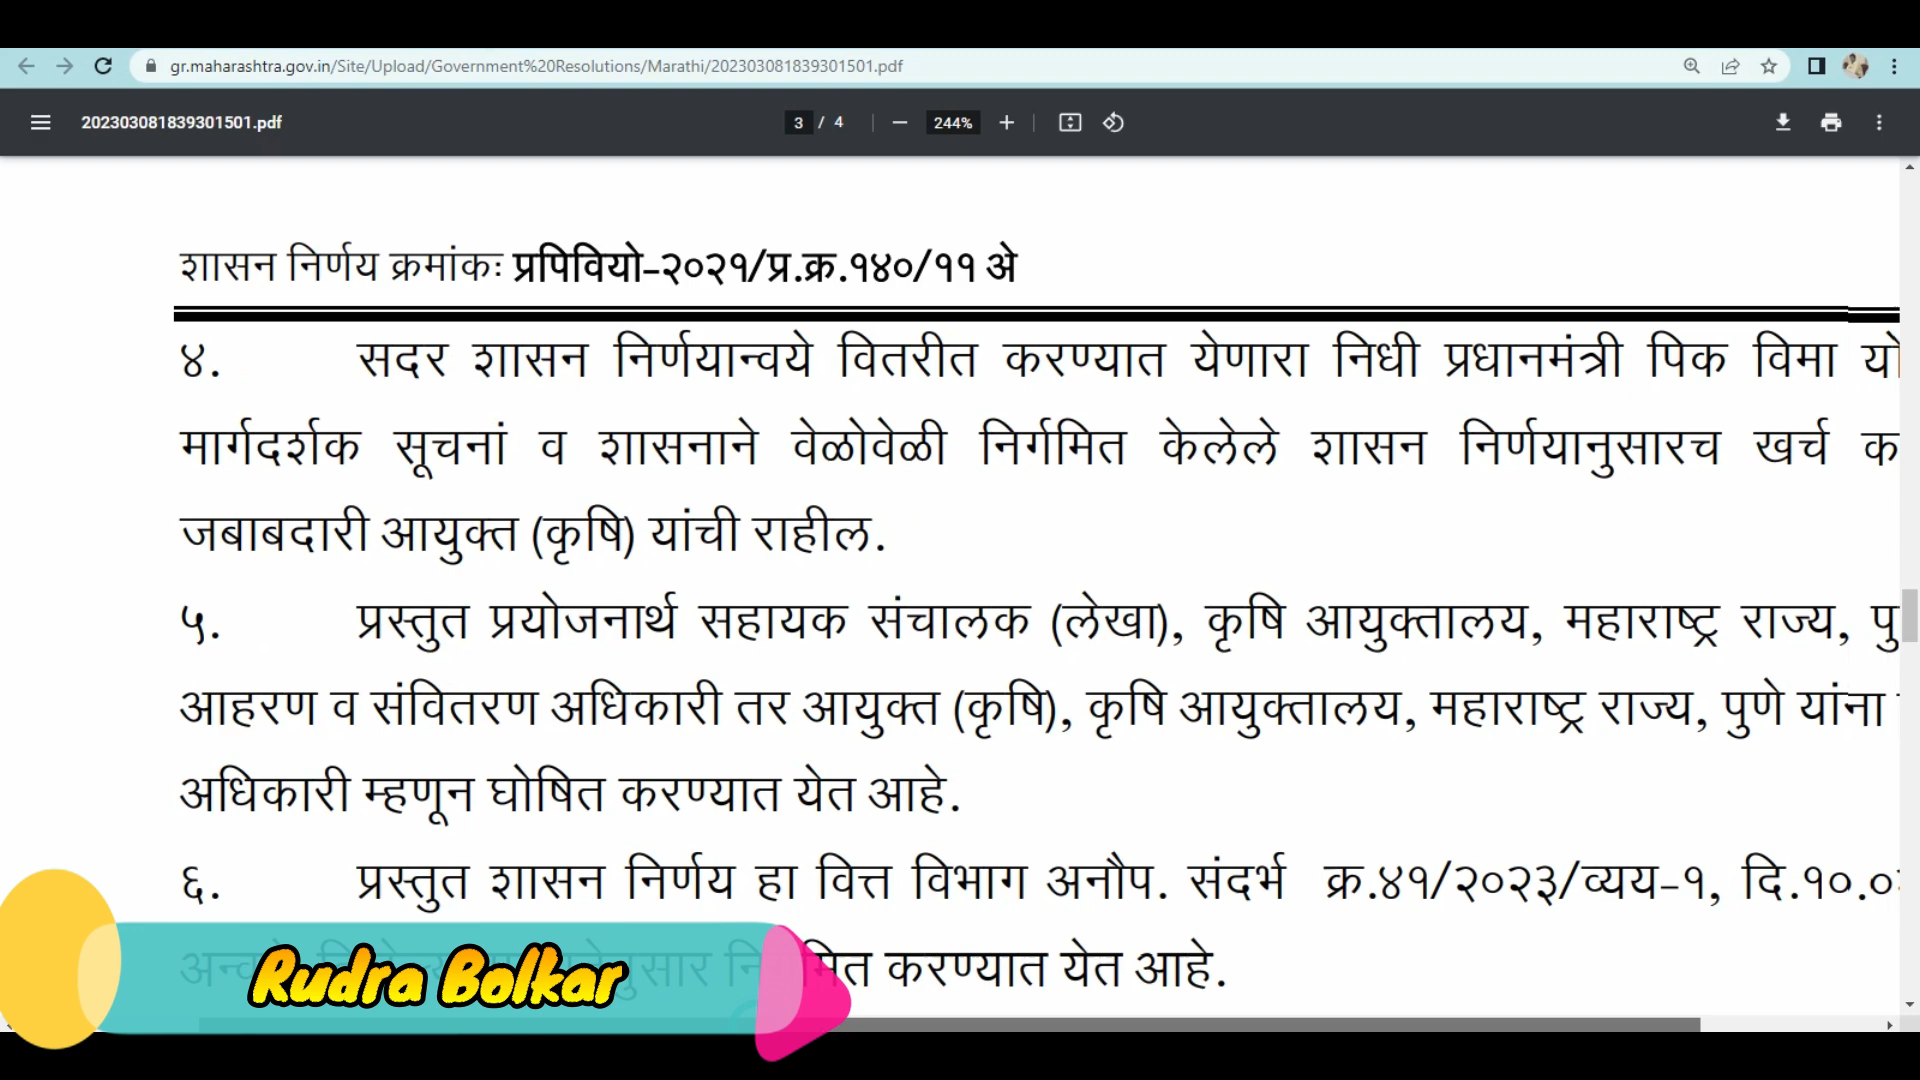 gr.maharashtra.gov.in/Site/Upload/Government%20Resolutions/Marathi/202303081839301501.pdf
202303081839301501.pdf
3 / 4
244%
शासन निर्णय क्रमांकः प्रपिवियो-२०२१/प्र.क्र.१४०/११ अे
४. सदर शासन निर्णयान्वये वितरीत करण्यात येणारा निधी प्रधानमंत्री पिक विमा
मार्गदर्शक सूचनां व शासनाने वेळोवेळी निर्गमित केलेले शासन निर्णयानुसारच खर्च
जबाबदारी आयुक्त (कृषि) यांची राहील.
५. प्रस्तुत प्रयोजनार्थ सहायक संचालक (लेखा), कृषि आयुक्तालय, महाराष्ट्र राज्य,
आहरण व संवितरण अधिकारी तर आयुक्त (कृषि), कृषि आयुक्तालय, महाराष्ट्र राज्य, पुणे यांना
अधिकारी म्हणून घोषित करण्यात येत आहे.
६. प्रस्तुत शासन निर्णय हा वित्त विभाग अनौप. संदर्भ क्र.४१/२०२३/व्यय-१, दि.१०.०
करण्यात येत आहे.
Rudra Bolkar